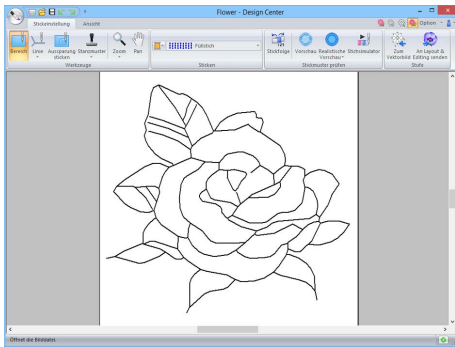 Flower - Design Center
Stickeinstellung Ansicht Option
Bereich Linie Aussparung sticken Stanzmuster Zoom Pan Füllstich Stickfolge Vorschau Realistische Vorschau Stichsimulator Zum Vektorbild An Layout & Editing senden
Werkzeuge Sticken Stickmuster prüfen Stufe
Öffnet die Bilddatei.